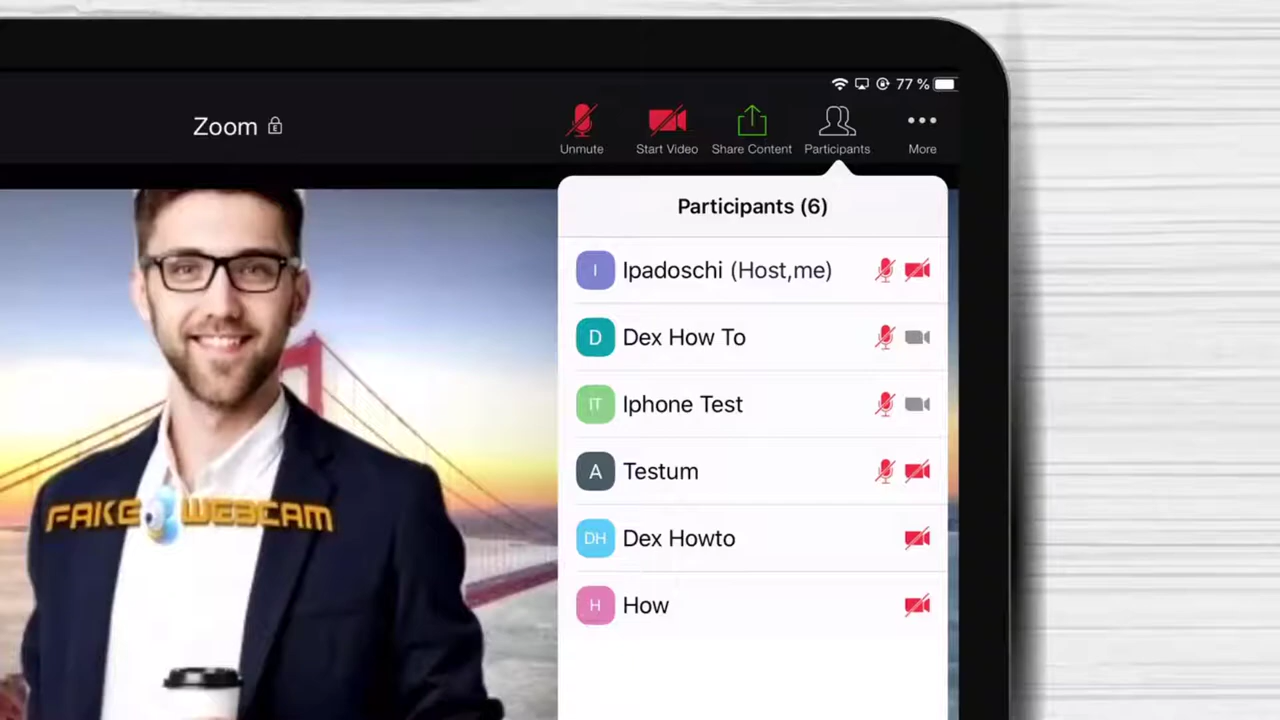 77 %
Zoom
Unmute
Start Video
Share Content
Participants
More
Participants (6)
I Ipadoschi (Host,me)
D Dex How To
IT Iphone Test
A Testum
DH Dex Howto
H How
FAKE WEBCAM